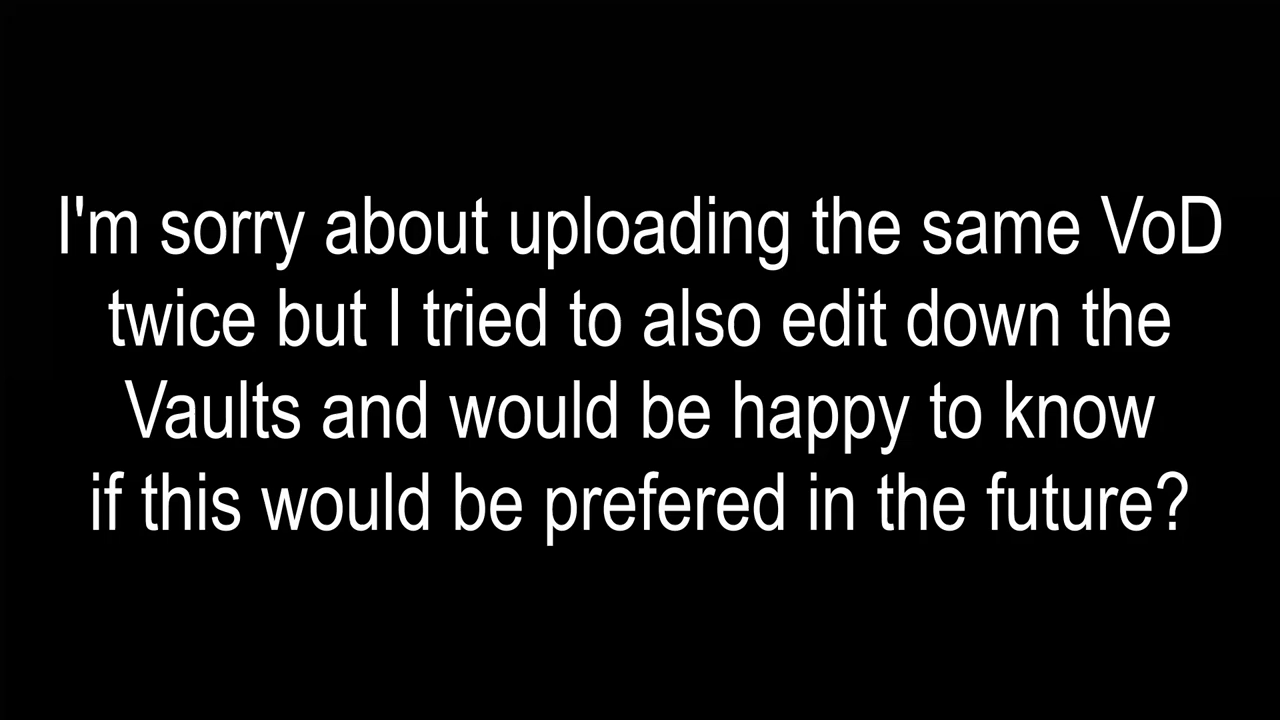 I'm sorry about uploading the same VoD
twice but I tried to also edit down the
Vaults and would be happy to know
if this would be prefered in the future?